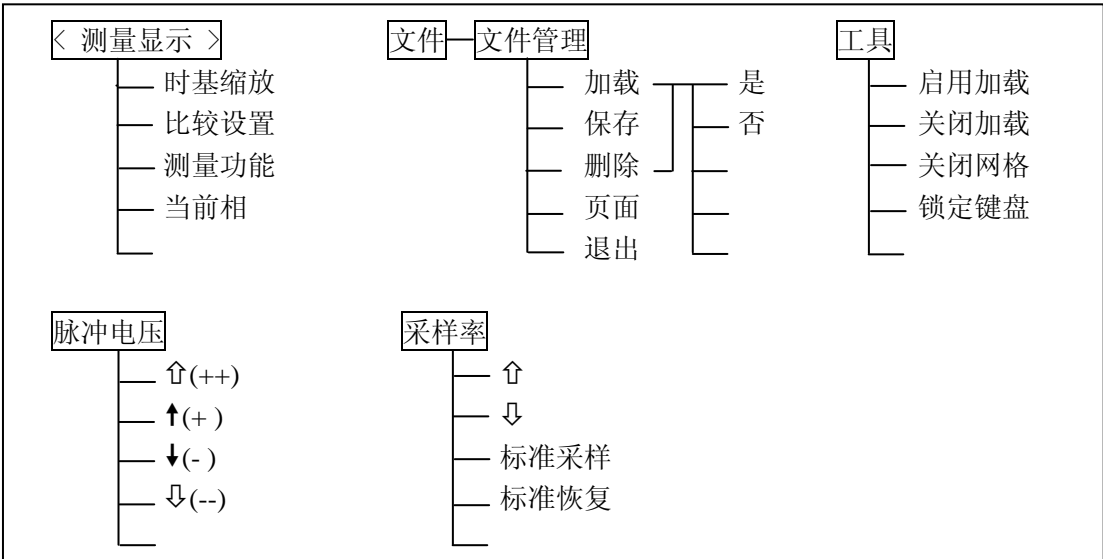 < 测量显示 >
时基缩放
比较设置
测量功能
当前相
文件
文件管理
加载
保存
删除
页面
退出
是
否
工具
启用加载
关闭加载
关闭网格
锁定键盘
脉冲电压
⇧(++)
↑(+ )
↓(- )
⇩(--)
采样率
⇧
⇩
标准采样
标准恢复